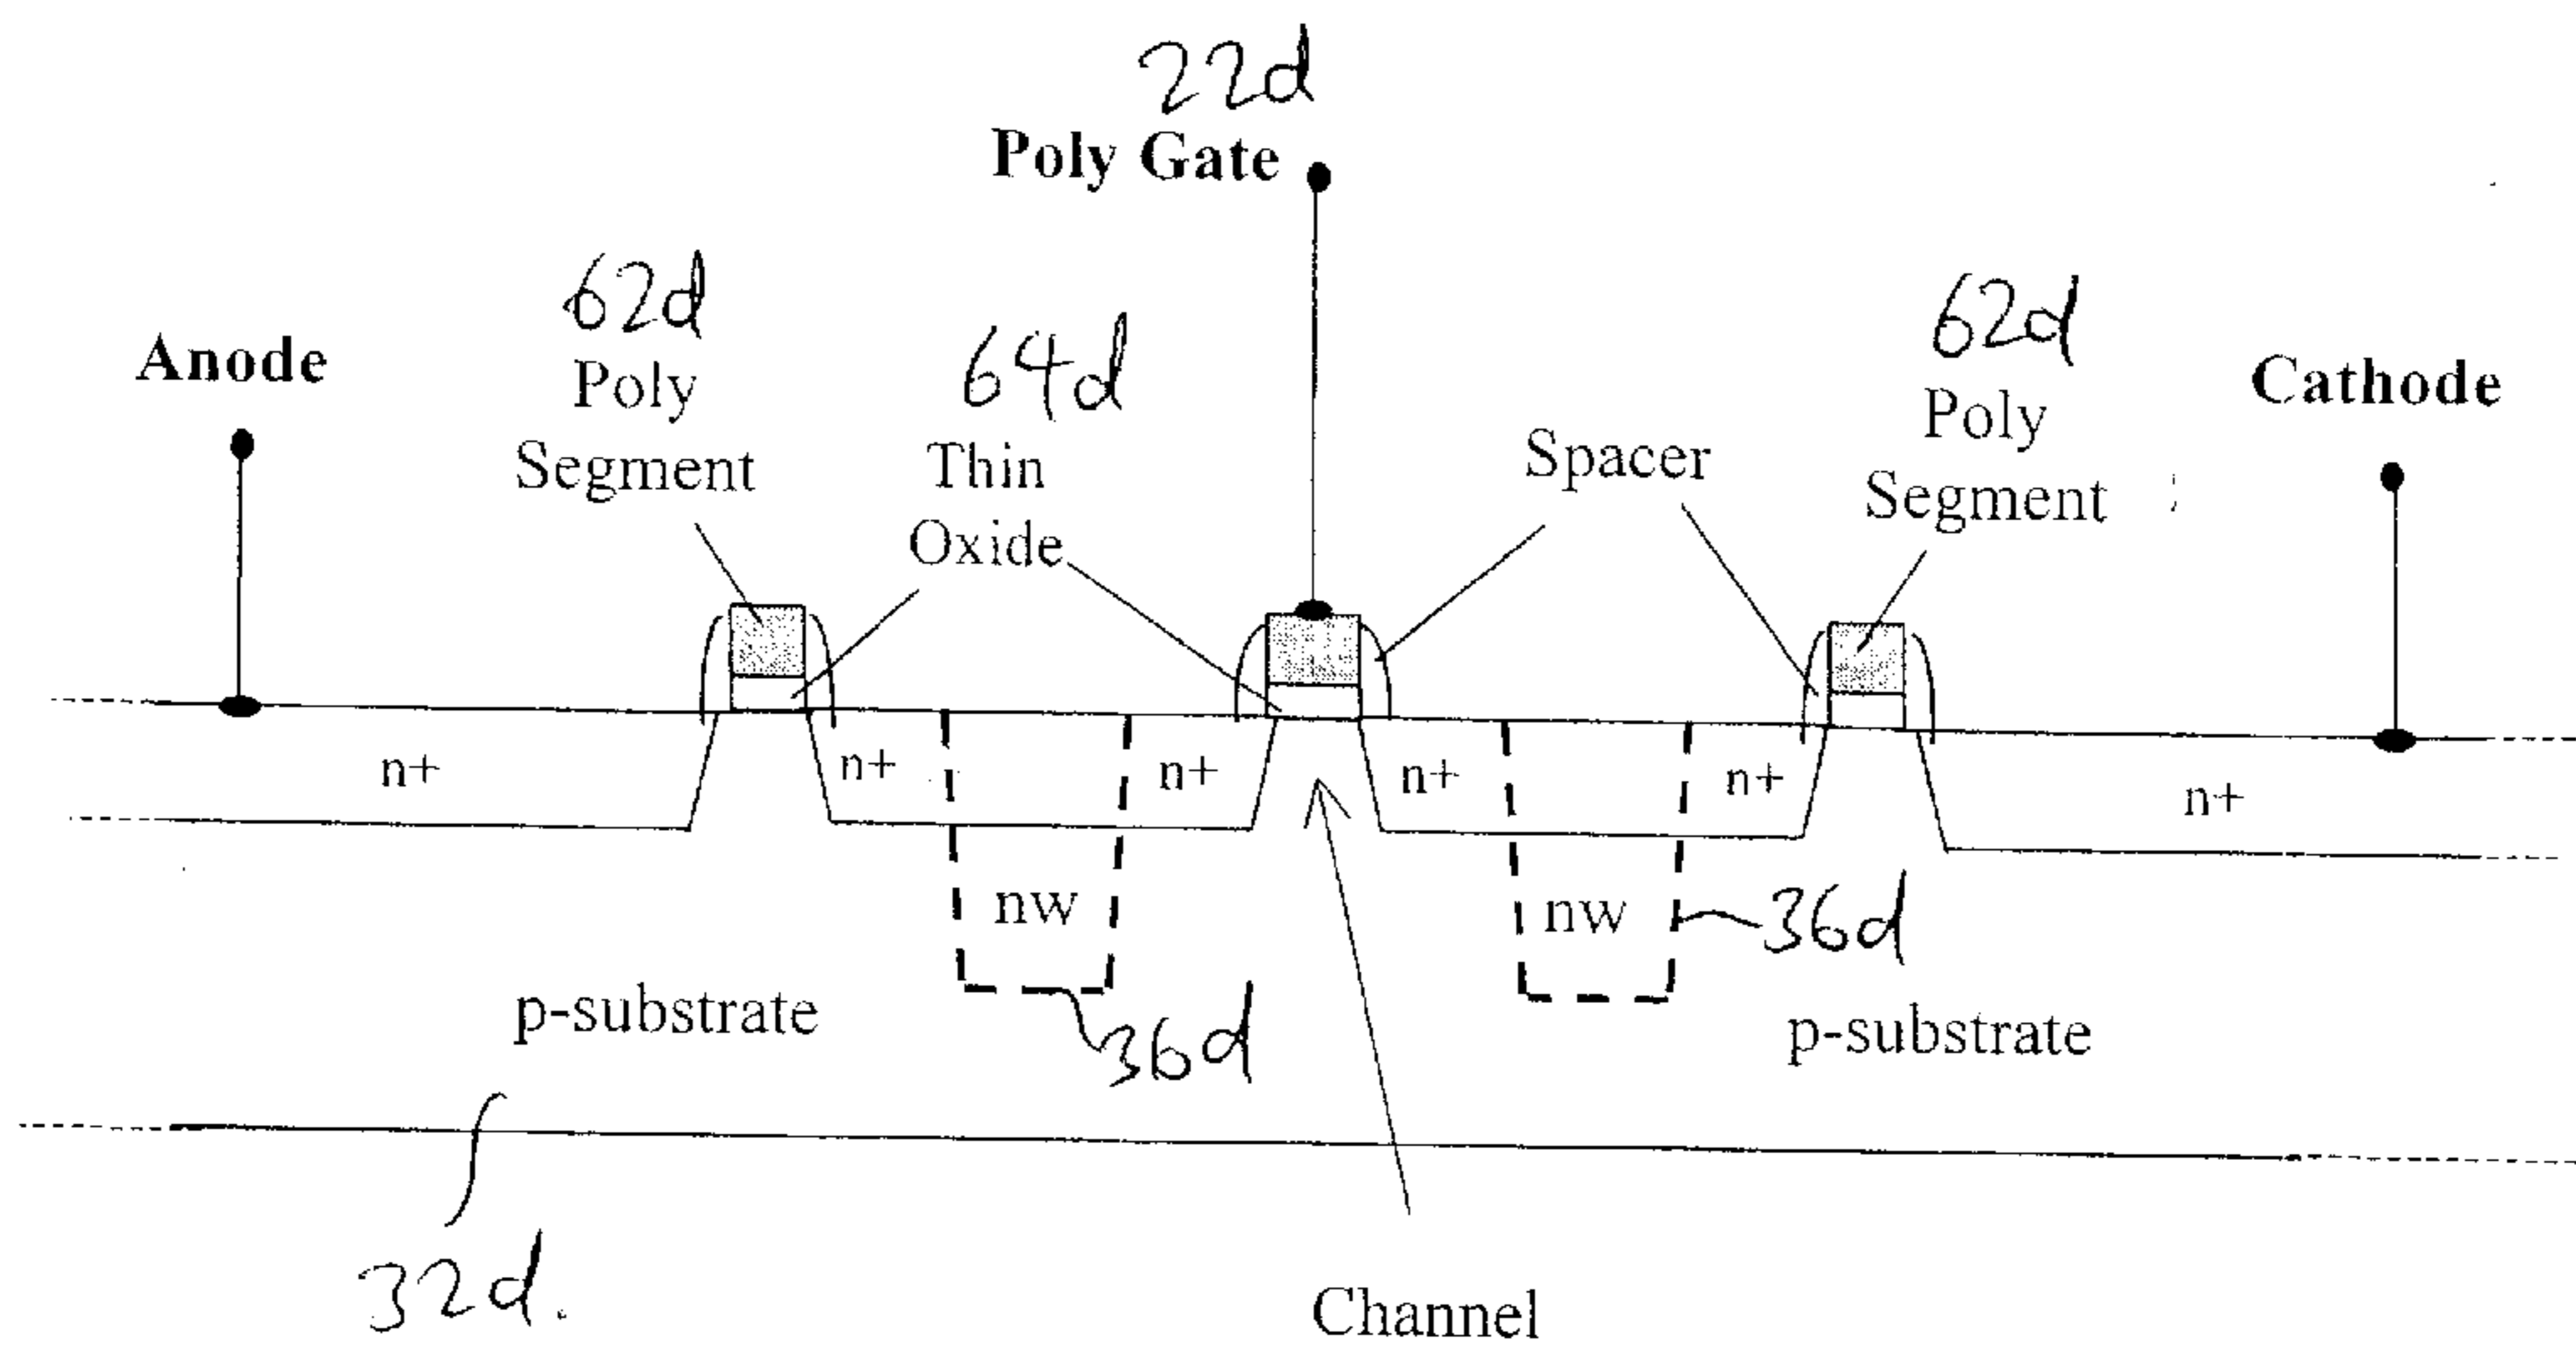 22d
Poly Gate
62d
Poly
Segment
64d
Thin
Oxide
62d
Poly
Segment
Anode
Spacer
Cathode
n+
n+
n+
n+
n+
n+
nw
nw
36d
36d
p-substrate
p-substrate
32d.
Channel